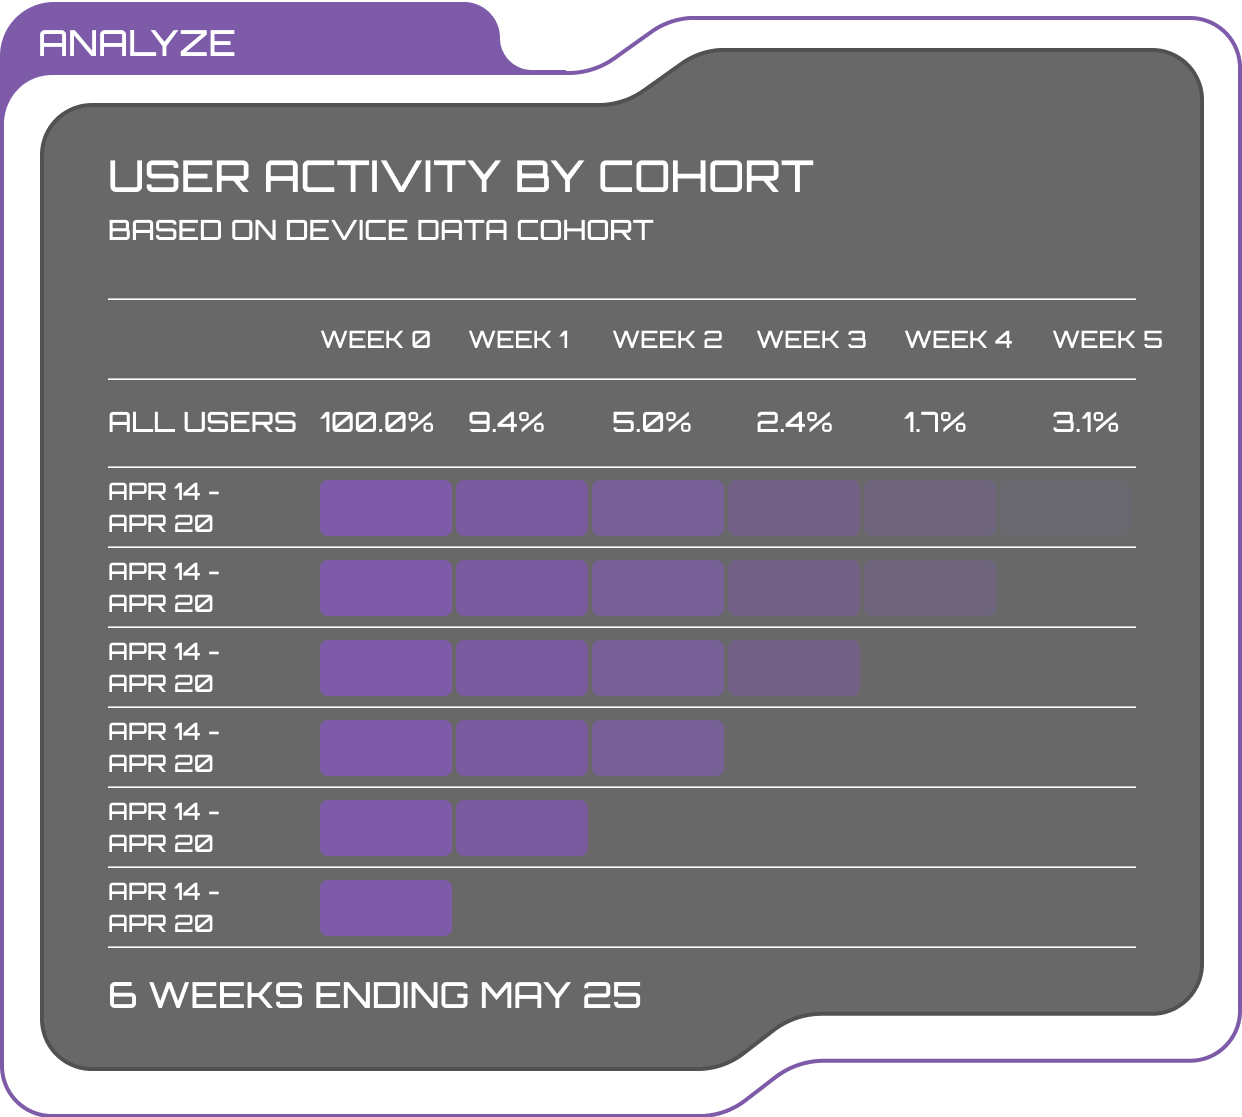 ANALYZE
USER ACTIVITY BY COHORT
BASED ON DEVICE DATA COHORT
WEEK 0 WEEK 1 WEEK 2 WEEK 3 WEEK 4 WEEK 5
ALL USERS 100.0% 9.4% 5.0% 2.4% 1.7% 3.1%
APR 14 -
APR 20
APR 14 -
APR 20
APR 14 -
APR 20
APR 14 -
APR 20
APR 14 -
APR 20
APR 14 -
APR 20
6 WEEKS ENDING MAY 25